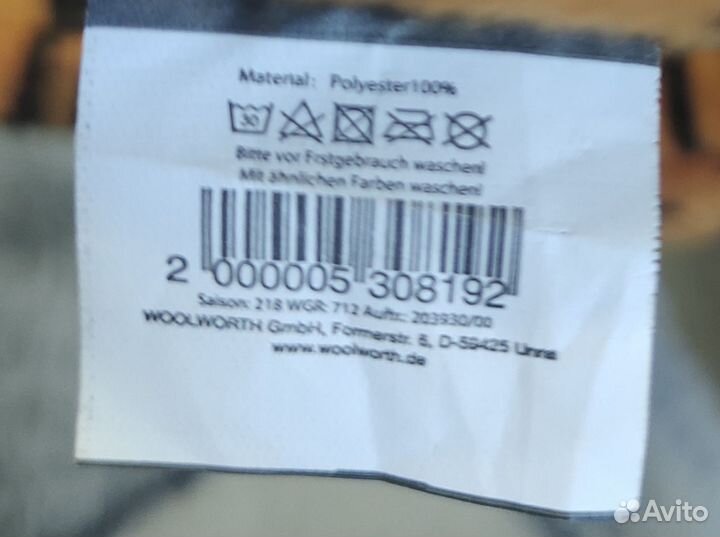 Material: Polyester100%
30
Bitte vor Erstgebrauch waschen!
Mit ähnlichen Farben waschen!
2 000005 308192
Saison: 218 WGR: 712 Auftr.: 203930/00
WOOLWORTH GmbH, Formerstr. 6, D-59425 Unna
www.woolworth.de
Avito